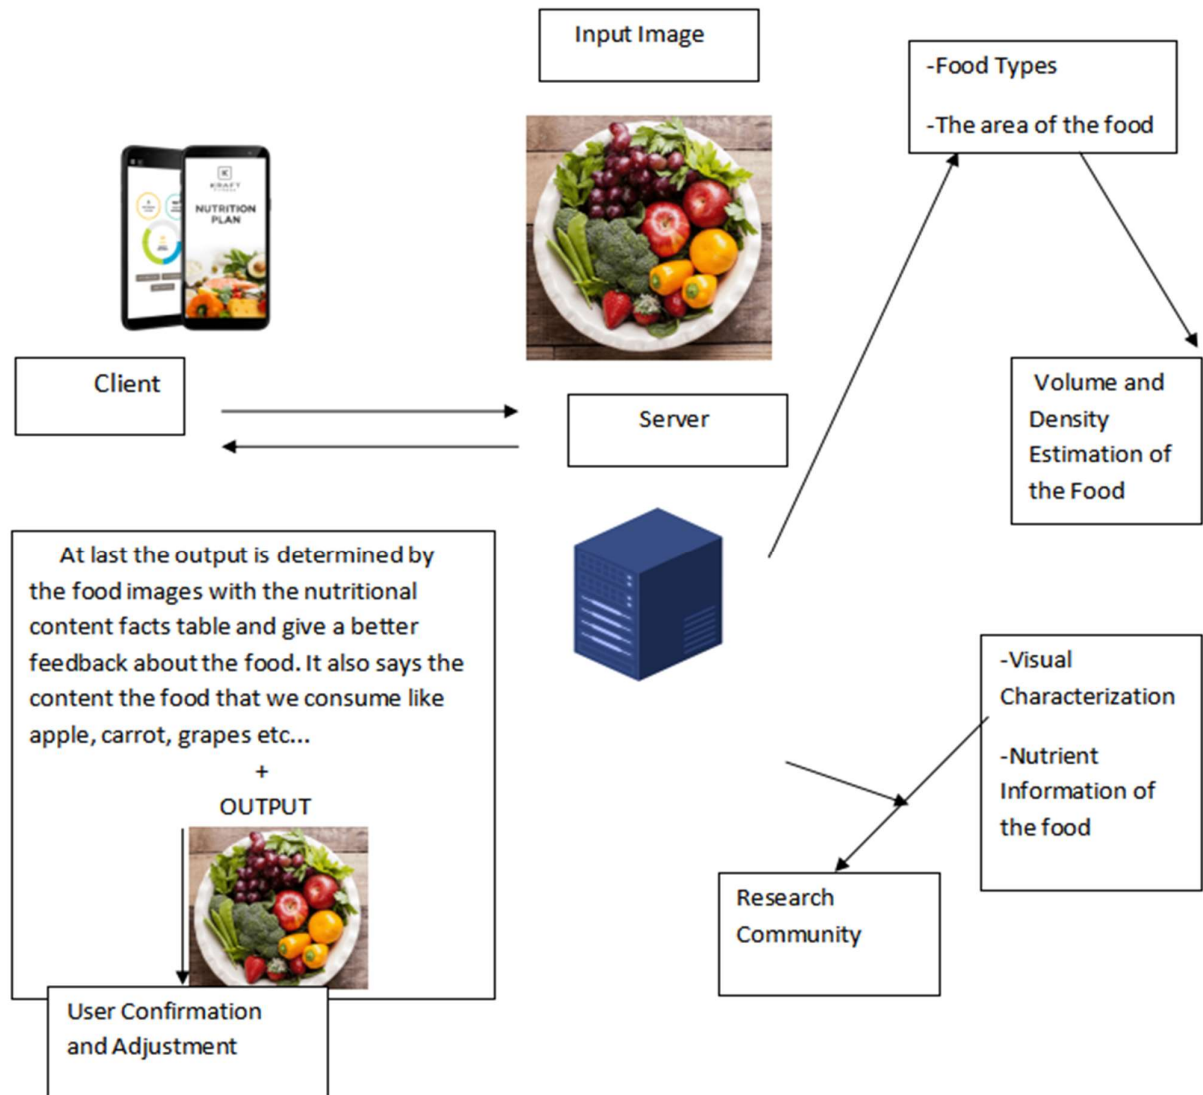 Input Image
-Food Types
-The area of the food
KRAFT
FITNESS
NUTRITION
PLAN
Client
Server
Volume and
Density
Estimation of
the Food
At last the output is determined by
the food images with the nutritional
content facts table and give a better
feedback about the food. It also says the
content the food that we consume like
apple, carrot, grapes etc...
+
OUTPUT
User Confirmation
and Adjustment
-Visual
Characterization
-Nutrient
Information of
the food
Research
Community